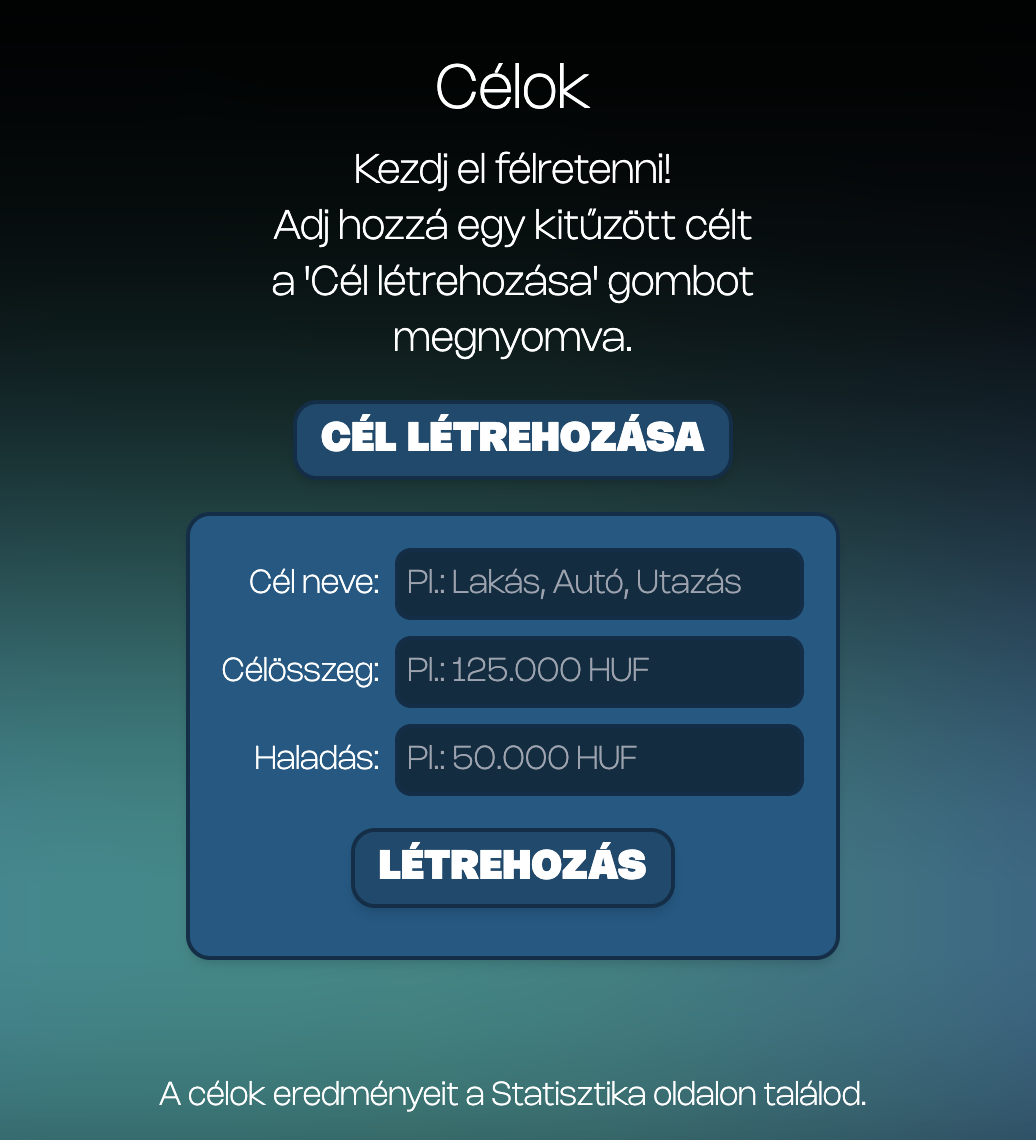 Célok
Kezdj el félretenni!
Adj hozzá egy kitűzött célt
a 'Cél létrehozása' gombot
megnyomva.
CÉL LÉTREHOZÁSA
Cél neve: Pl.: Lakás, Autó, Utazás
Célösszeg: Pl.: 125.000 HUF
Haladás: Pl.: 50.000 HUF
LÉTREHOZÁS
A célok eredményeit a Statisztika oldalon találod.